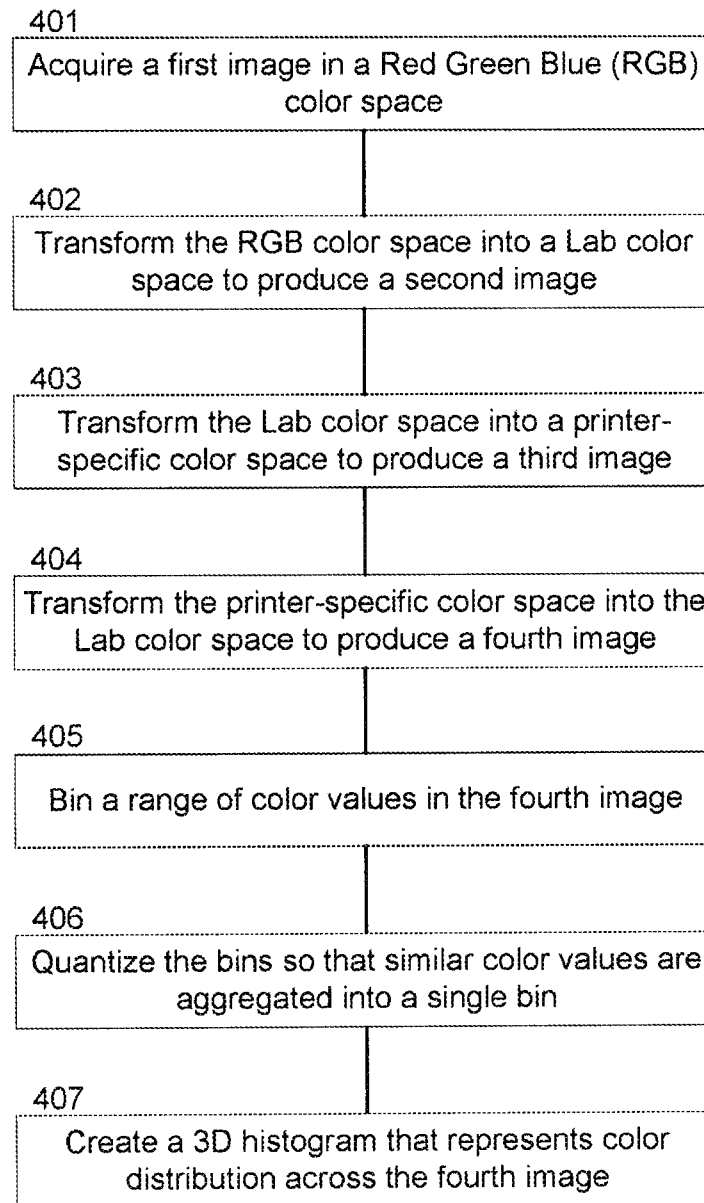 401
Acquire a first image in a Red Green Blue (RGB)
color space
402
Transform the RGB color space into a Lab color
space to produce a second image
403
Transform the Lab color space into a printer-
specific color space to produce a third image
404
Transform the printer-specific color space into the
Lab color space to produce a fourth image
405
Bin a range of color values in the fourth image
406
Quantize the bins so that similar color values are
aggregated into a single bin
407
Create a 3D histogram that represents color
distribution across the fourth image